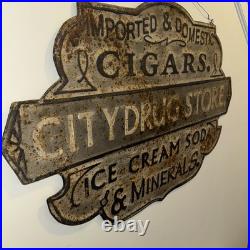 IMPORTED & DOMESTIC
CIGARS.
CITY DRUG STORE
ICE CREAM SODA
& MINERALS.